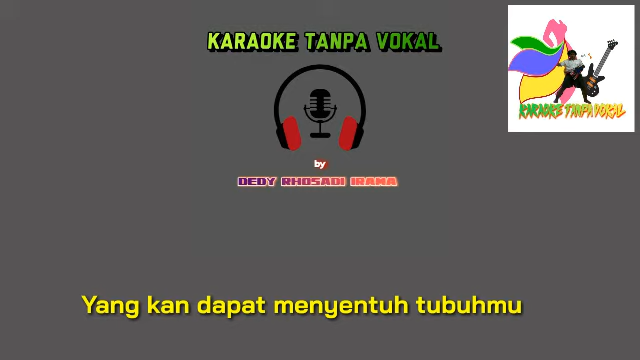 KARAOKE TANPA VOKAL
KARAOKE TANPA VOKAL
by
DEDY RHOSADI IRAMA
Yang kan dapat menyentuh tubuhmu